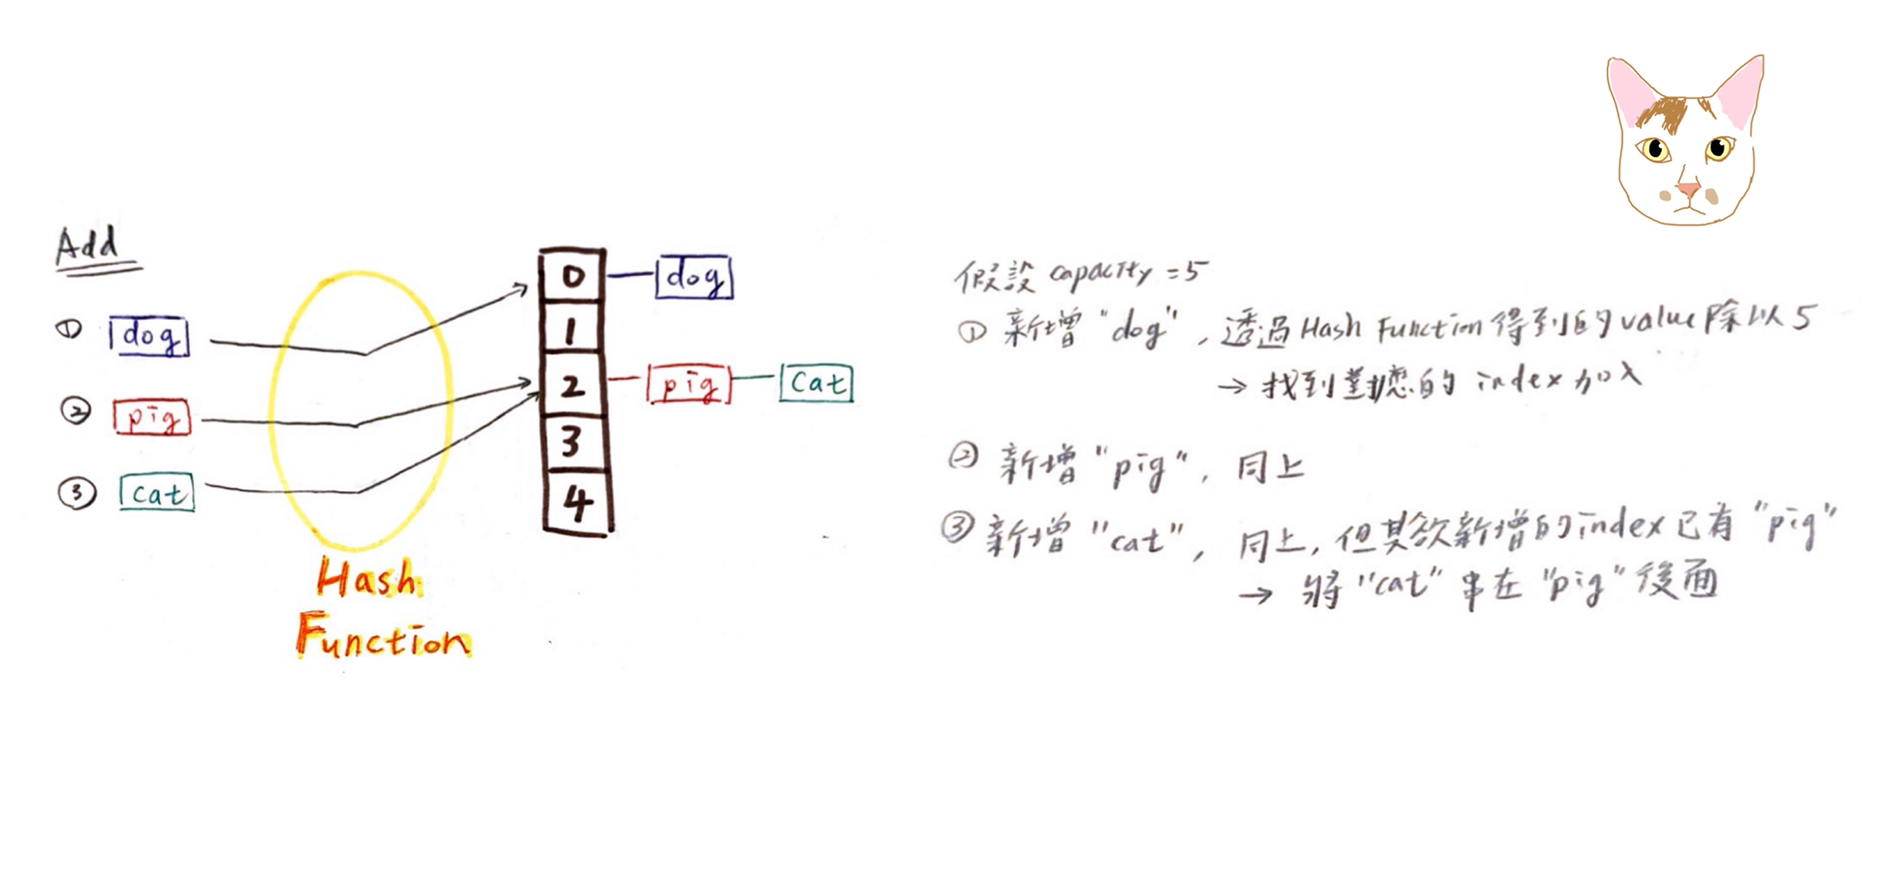 Add
① dog
② pig
③ cat
Hash
Function
0 dog
1
2 pig cat
3
4
假設 capacity = 5
① 新增 "dog", 透過 Hash Function 得到的 value 除以 5
→ 找到對應的 index 加入
② 新增 "pig", 同上
③ 新增 "cat", 同上, 但其欲新增的 index 已有 "pig"
→ 將 "cat" 串在 "pig" 後面